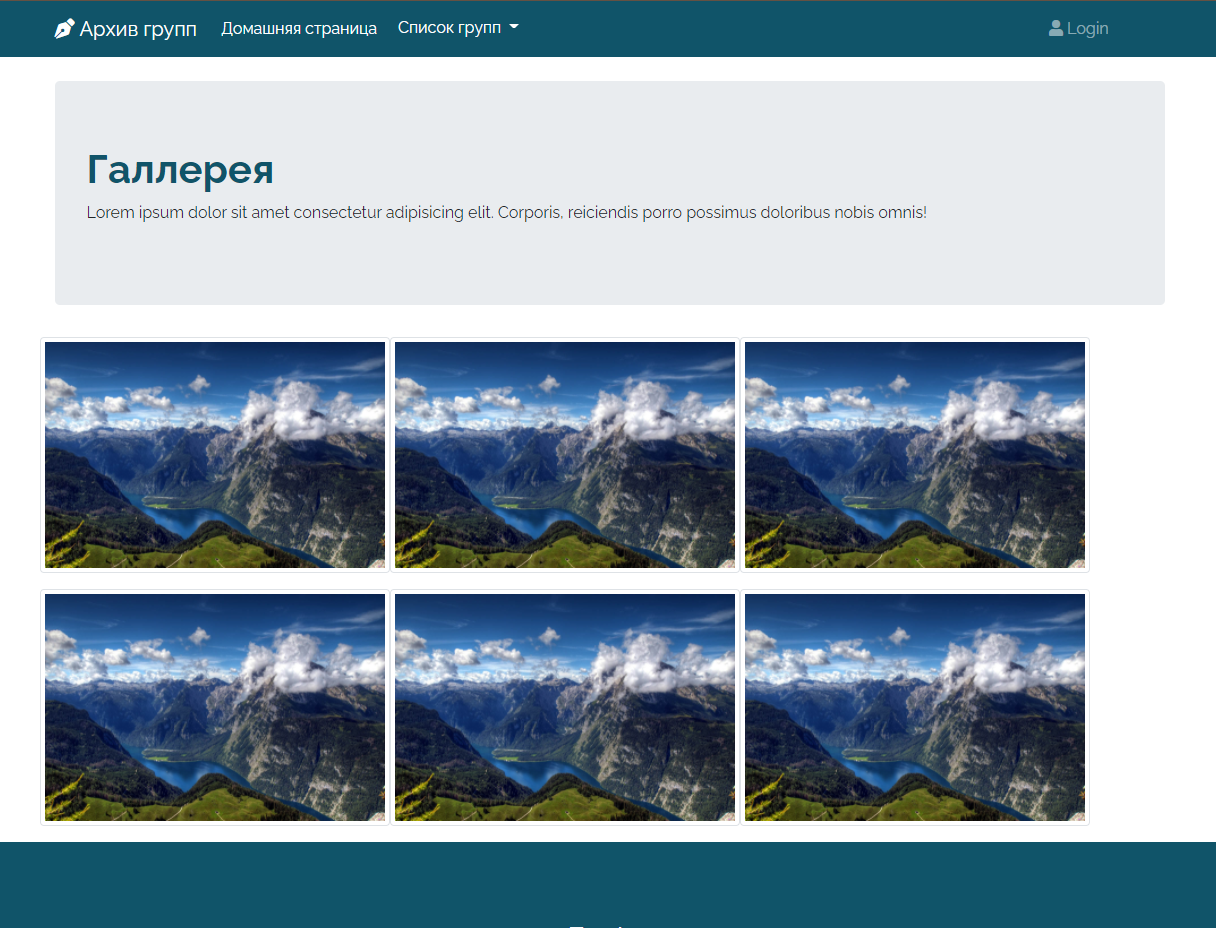 Архив групп Домашняя страница Список групп Login
Галлерея
Lorem ipsum dolor sit amet consectetur adipisicing elit. Corporis, reiciendis porro possimus doloribus nobis omnis!